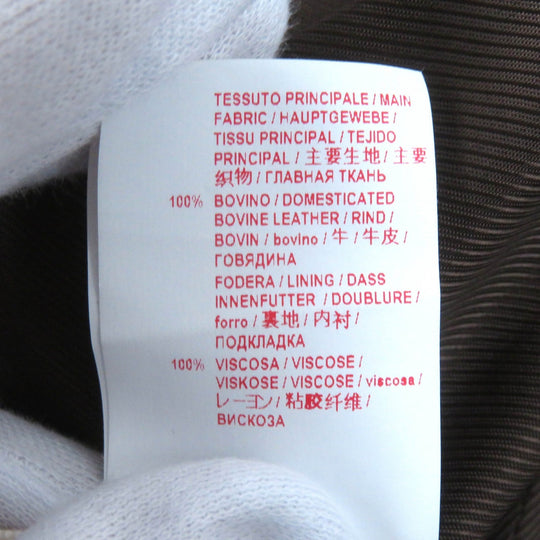 TESSUTO PRINCIPALE / MAIN
FABRIC / HAUPTGEWEBE /
TISSU PRINCIPAL / TEJIDO
PRINCIPAL / 主要生地 / 主要
织物 / ГЛАВНАЯ ТКАНЬ
100% BOVINO / DOMESTICATED
BOVINE LEATHER / RIND /
BOVIN / bovino / 牛 / 牛皮 /
ГОВЯДИНА
FODERA / LINING / DASS
INNENFUTTER / DOUBLURE /
forro / 裏地 / 内衬 /
ПОДКЛАДКА
100% VISCOSA / VISCOSE /
VISKOSE / VISCOSE / viscosa /
レーヨン / 粘胶纤维 /
ВИСКОЗА